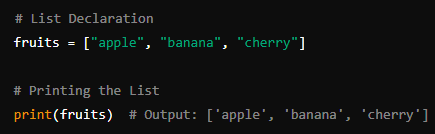 # List Declaration
fruits = ["apple", "banana", "cherry"]
# Printing the List
print(fruits)  # Output: ['apple', 'banana', 'cherry']